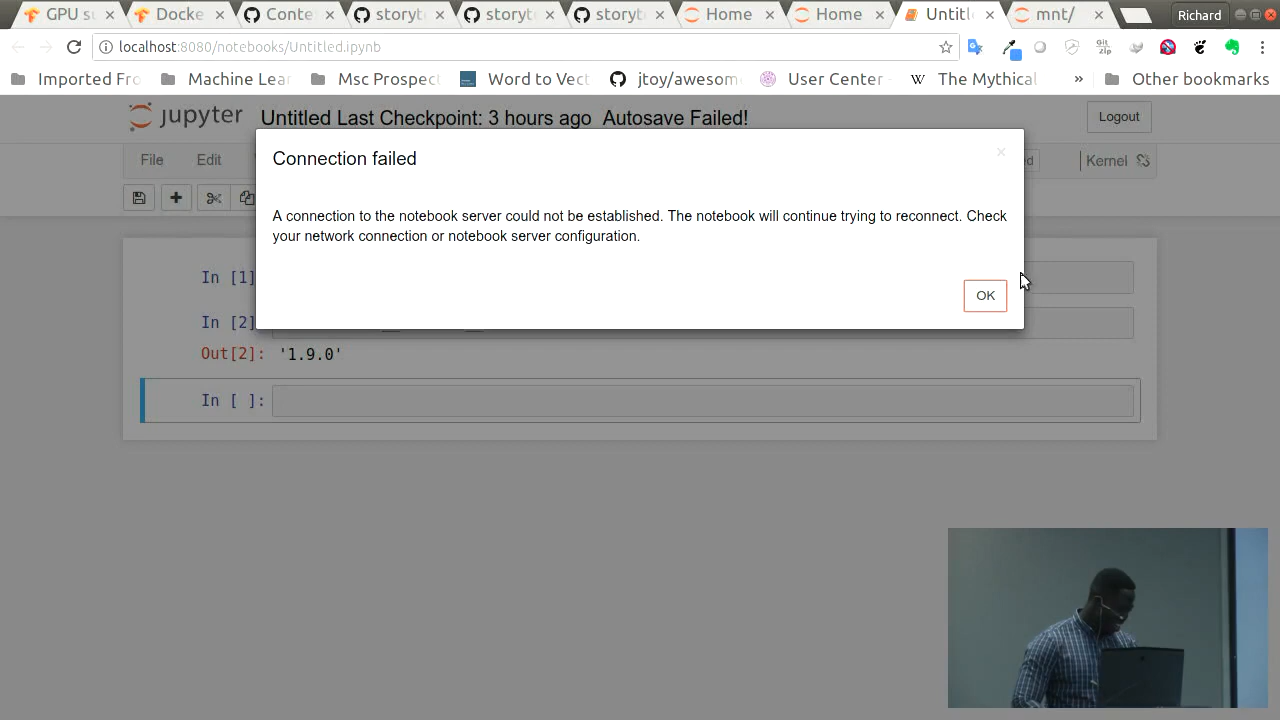 GPU su
Docke
Conte
storyt
storyt
storyt
Home
Home
Untitl
mnt/
Richard
localhost:8080/notebooks/Untitled.ipynb
Git
zip
Imported Fro
Machine Lear
Msc Prospect
Word to Vect
jtoy/awesom
User Center -
W
The Mythical
»
Other bookmarks
jupyter
Untitled Last Checkpoint: 3 hours ago Autosave Failed!
Logout
File
Edit
Kernel
Connection failed
×
A connection to the notebook server could not be established. The notebook will continue trying to reconnect. Check
your network connection or notebook server configuration.
OK
In [1]
In [2]
Out[2]: '1.9.0'
In [ ]: